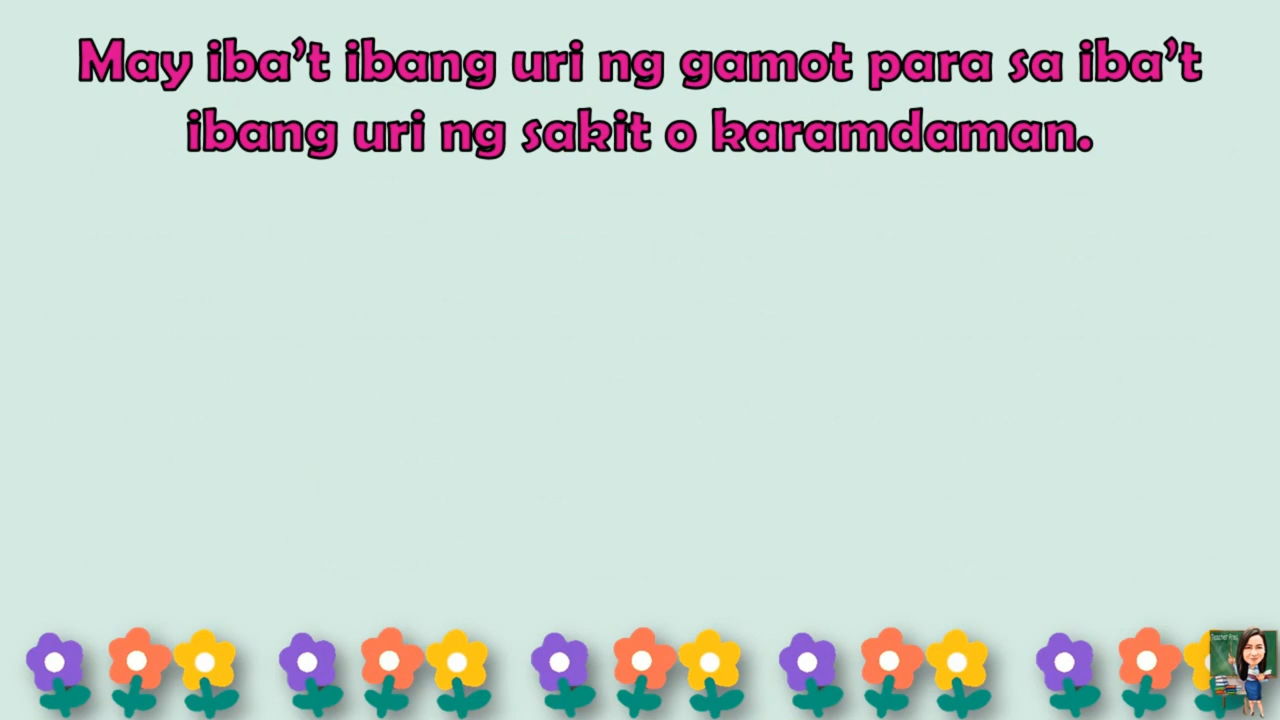 May iba’t ibang uri ng gamot para sa iba’t
ibang uri ng sakit o karamdaman.